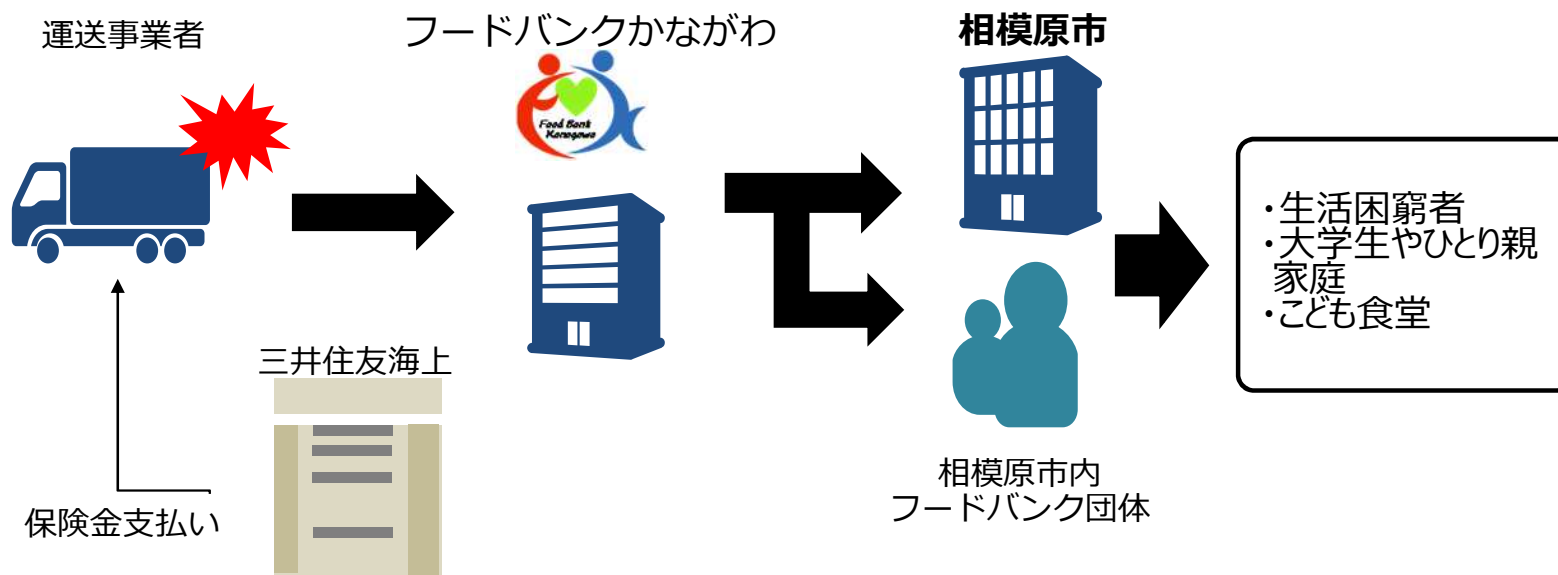 運送事業者
フードバンクかながわ
相模原市
Food Bank
Kanagawa
・生活困窮者
・大学生やひとり親
家庭
・こども食堂
三井住友海上
保険金支払い
相模原市内
フードバンク団体